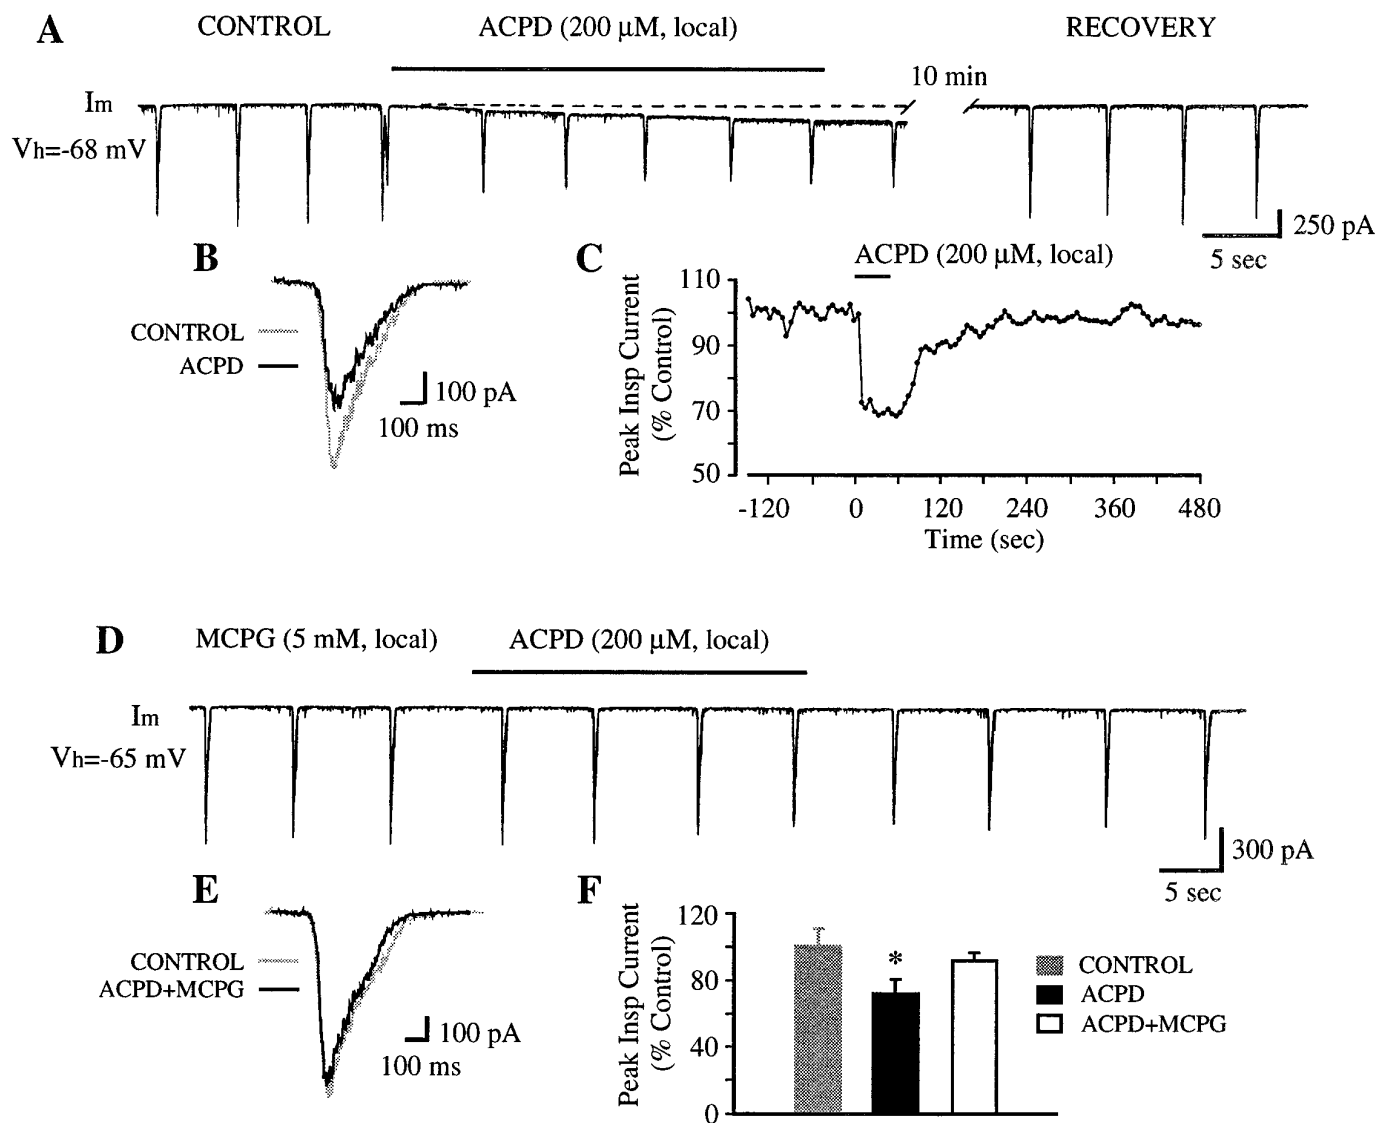 A
CONTROL
ACPD (200 µM, local)
RECOVERY
10 min
Im
Vh=-68 mV
250 pA
5 sec
B
CONTROL
ACPD
100 pA
100 ms
C
ACPD (200 µM, local)
Peak Insp Current
(% Control)
110
90
70
50
-120
0
120
240
360
480
Time (sec)
D
MCPG (5 mM, local)
ACPD (200 µM, local)
Im
Vh=-65 mV
300 pA
5 sec
E
CONTROL
ACPD+MCPG
100 pA
100 ms
F
Peak Insp Current
(% Control)
120
80
40
0
*
CONTROL
ACPD
ACPD+MCPG